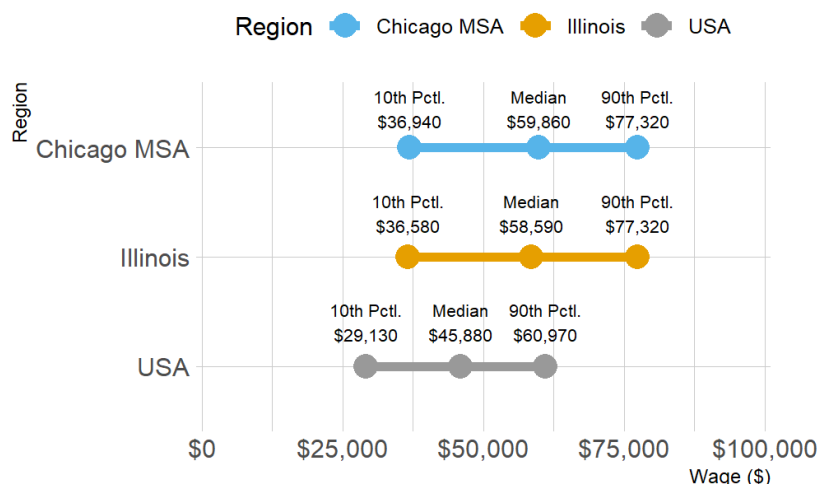 Region Chicago MSA Illinois USA
Region
10th Pctl. Median 90th Pctl.
$36,940 $59,860 $77,320
Chicago MSA
10th Pctl. Median 90th Pctl.
$36,580 $58,590 $77,320
Illinois
10th Pctl. Median 90th Pctl.
$29,130 $45,880 $60,970
USA
$0 $25,000 $50,000 $75,000 $100,000
Wage ($)